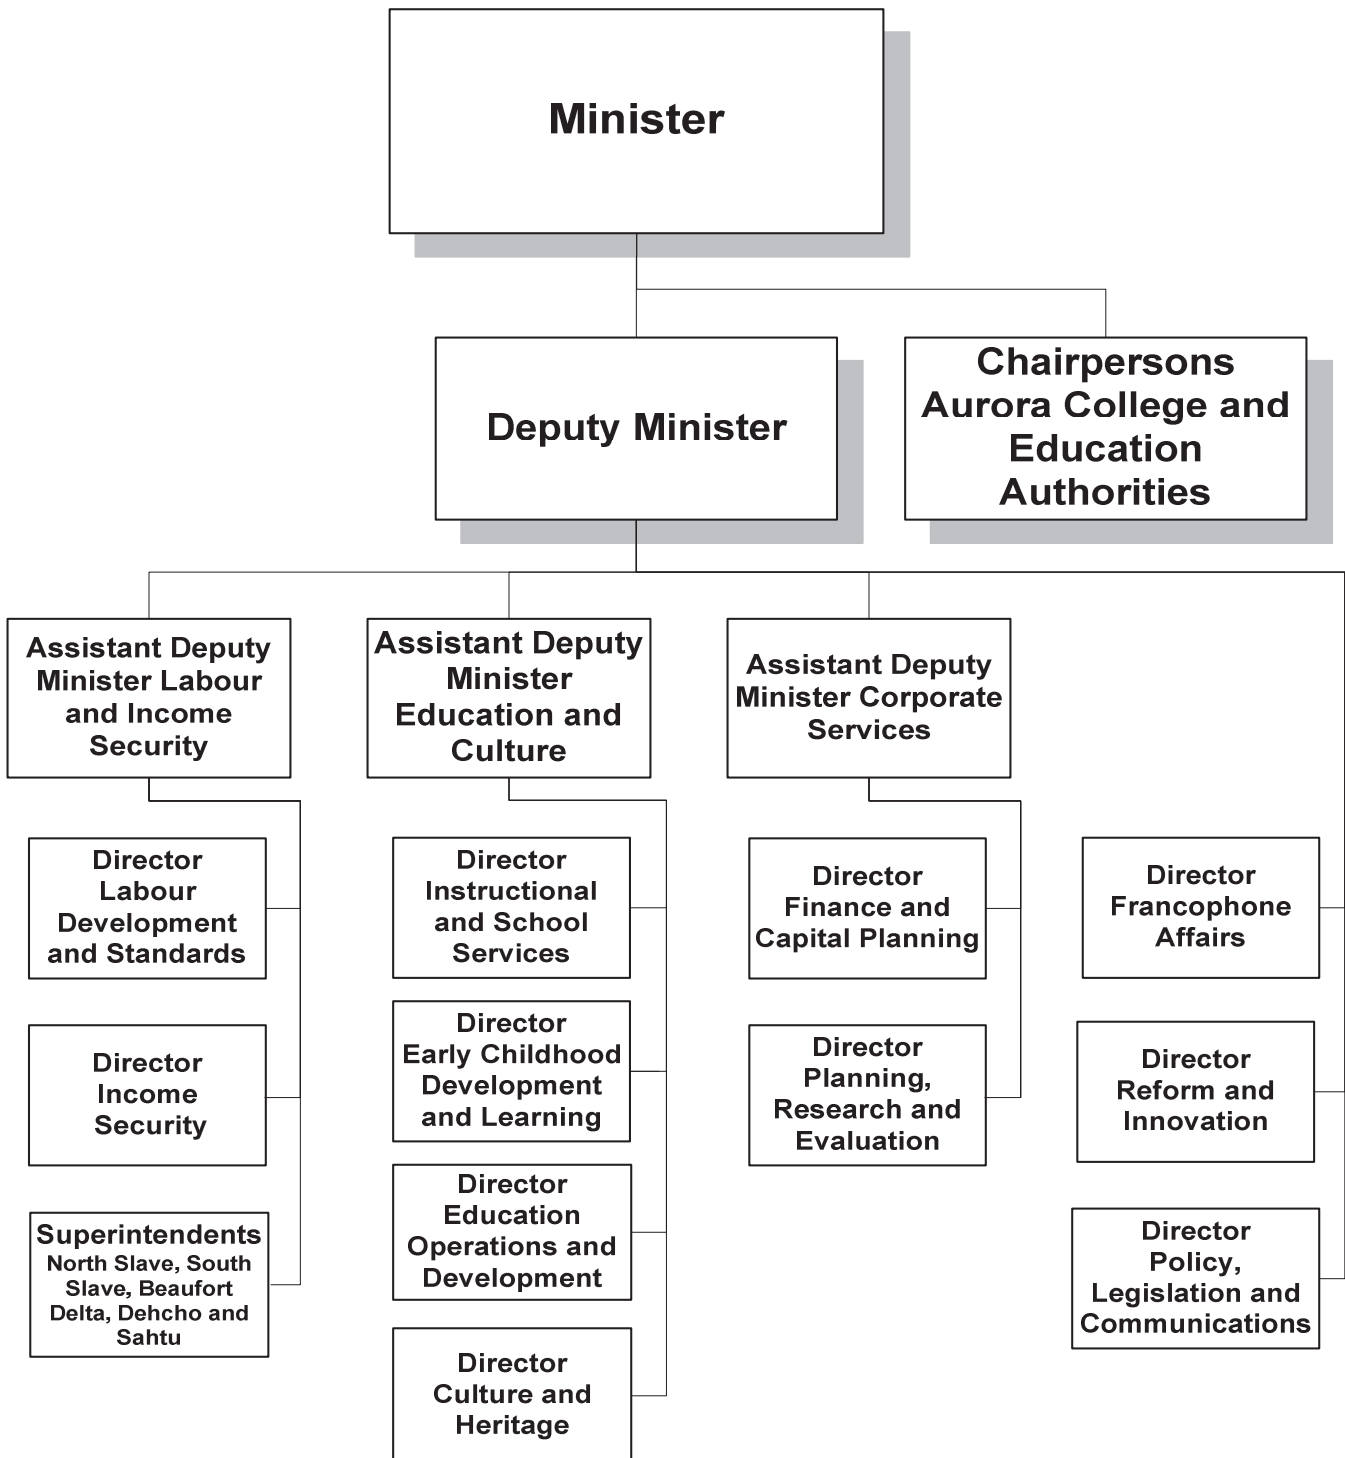 Minister
Deputy Minister
Chairpersons
Aurora College and
Education
Authorities
Assistant Deputy
Minister Labour
and Income
Security
Assistant Deputy
Minister
Education and
Culture
Assistant Deputy
Minister Corporate
Services
Director
Labour
Development
and Standards
Director
Income
Security
Superintendents
North Slave, South
Slave, Beaufort
Delta, Dehcho and
Sahtu
Director
Instructional
and School
Services
Director
Early Childhood
Development
and Learning
Director
Education
Operations and
Development
Director
Culture and
Heritage
Director
Finance and
Capital Planning
Director
Planning,
Research and
Evaluation
Director
Francophone
Affairs
Director
Reform and
Innovation
Director
Policy,
Legislation and
Communications